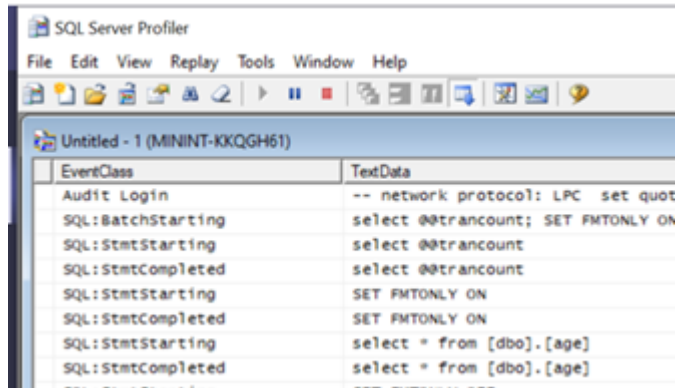 SQL Server Profiler
File Edit View Replay Tools Window Help
Untitled - 1 (MININT-KKQGH61)
EventClass TextData
Audit Login -- network protocol: LPC set quot
SQL:BatchStarting select @@trancount; SET FMTONLY ON
SQL:StmtStarting select @@trancount
SQL:StmtCompleted select @@trancount
SQL:StmtStarting SET FMTONLY ON
SQL:StmtCompleted SET FMTONLY ON
SQL:StmtStarting select * from [dbo].[age]
SQL:StmtCompleted select * from [dbo].[age]